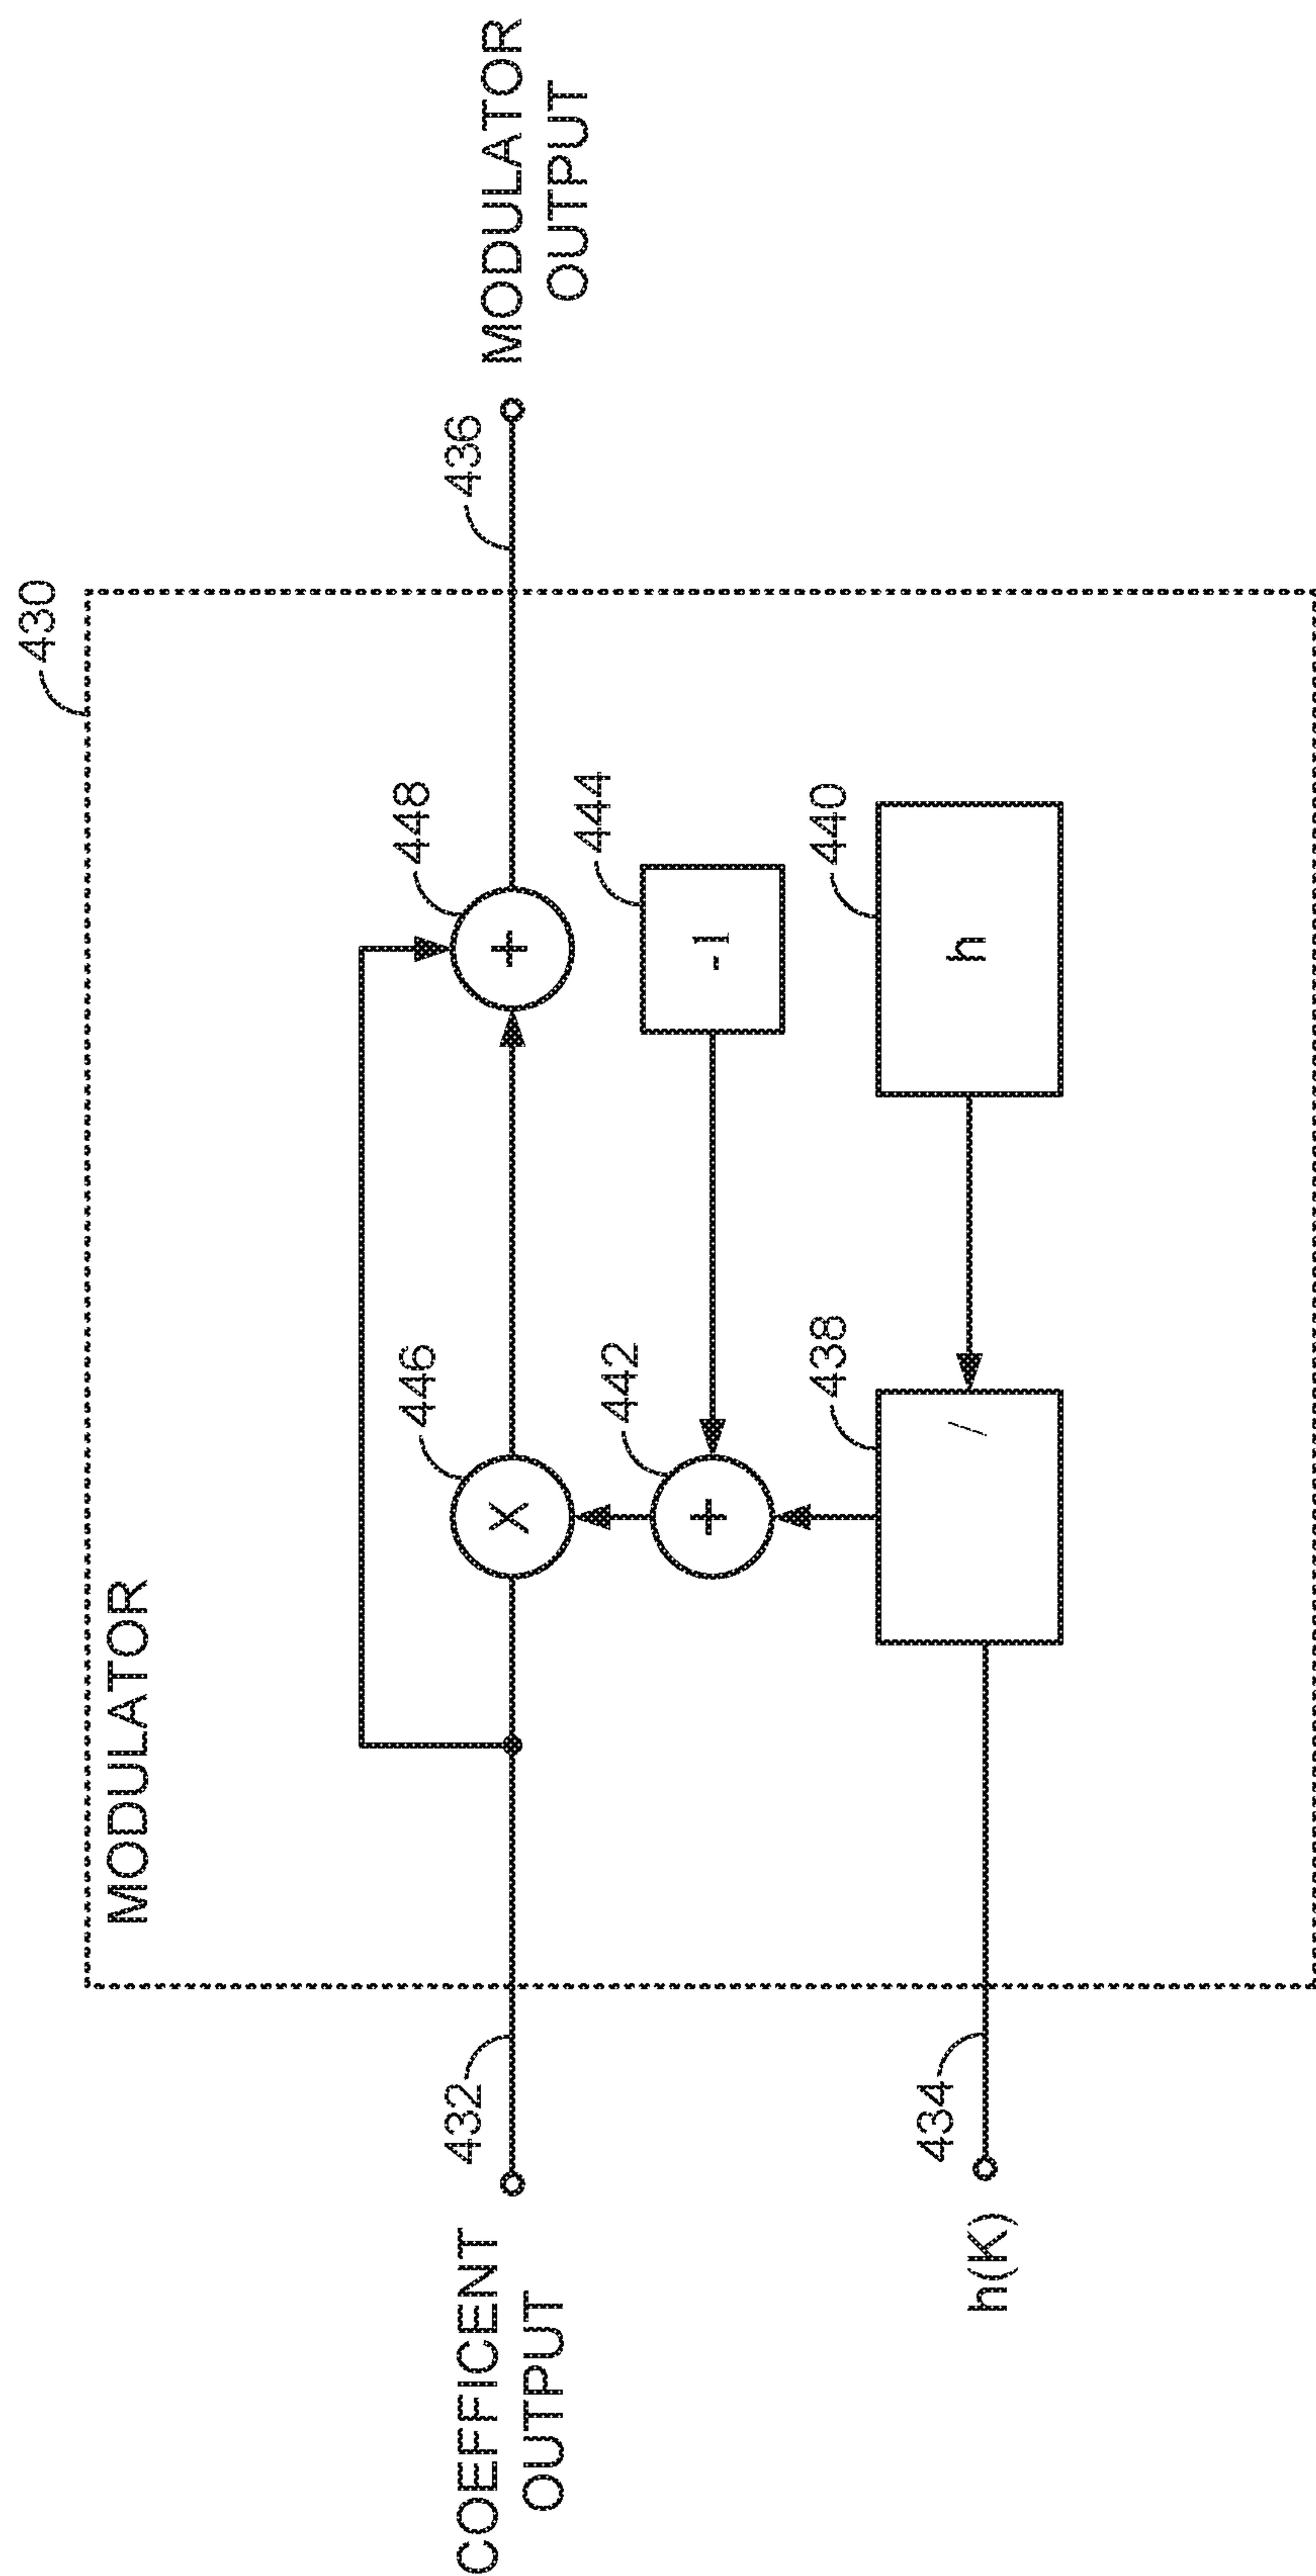 430
MODULATOR
448
446
436
MODULATOR
OUTPUT
COEFFICENT
OUTPUT
432
X
+
442
444
+
-1
438
440
/
h
434
h(K)